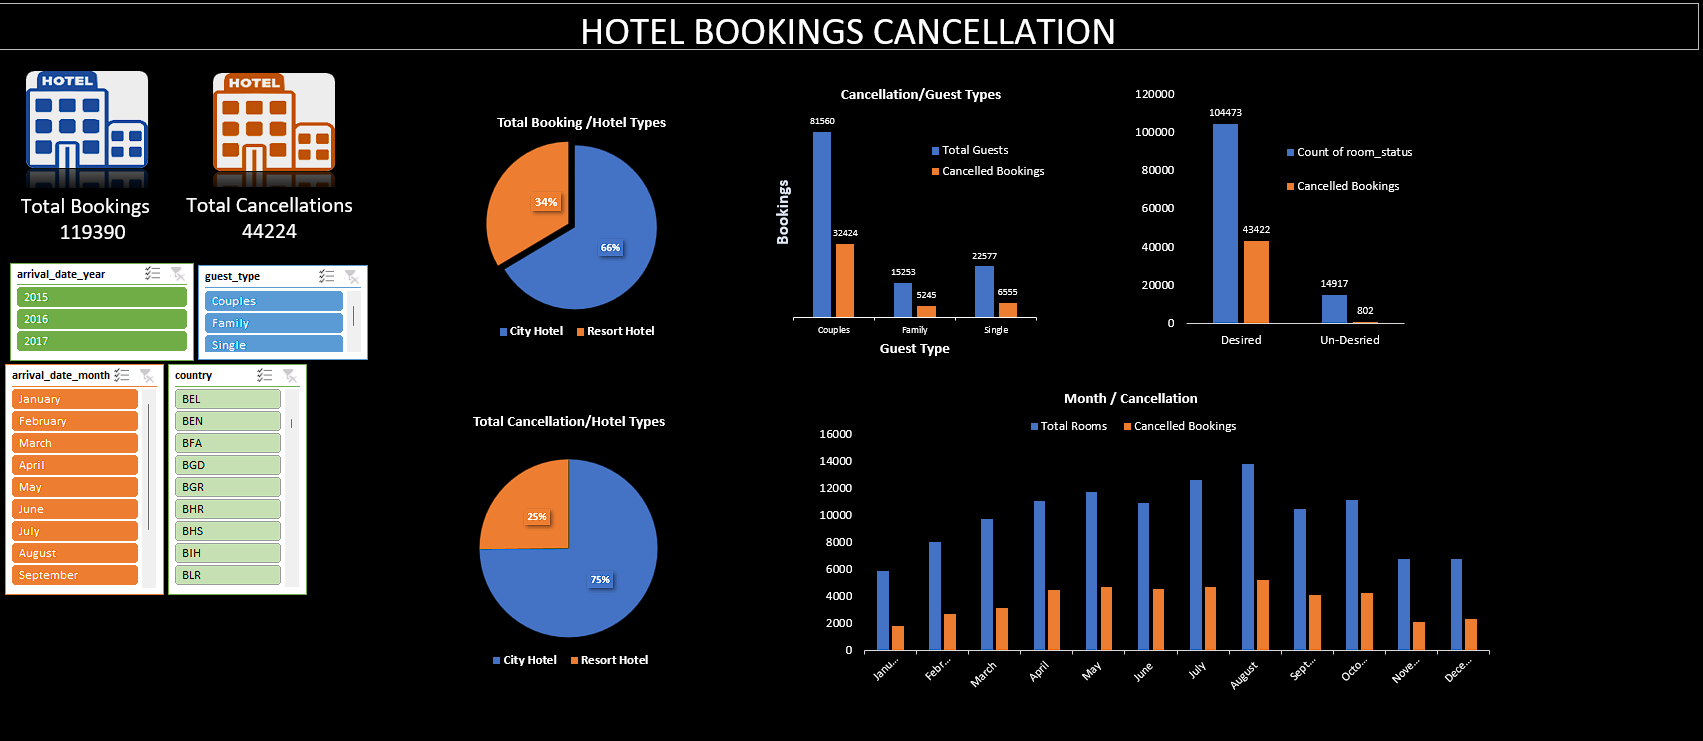 HOTEL BOOKINGS CANCELLATION
HOTEL
HOTEL
Total Bookings
119390
Total Cancellations
44224
arrival_date_year
2015
2016
2017
guest_type
Couples
Family
Single
arrival_date_month
January
February
March
April
May
June
July
August
September
country
BEL
BEN
BFA
BGD
BGR
BHR
BHS
BIH
BLR
Total Booking /Hotel Types
34%
66%
City Hotel
Resort Hotel
Total Cancellation/Hotel Types
25%
75%
City Hotel
Resort Hotel
Cancellation/Guest Types
Bookings
81560
32424
15253
5245
22577
6555
Total Guests
Cancelled Bookings
Couples
Family
Single
Guest Type
120000
100000
80000
60000
40000
20000
0
104473
43422
14917
802
Count of room_status
Cancelled Bookings
Desired
Un-Desried
Month / Cancellation
Total Rooms
Cancelled Bookings
16000
14000
12000
10000
8000
6000
4000
2000
0
Janu...
Febr...
March
April
May
June
July
August
Sept...
Octo...
Nove...
Dece...